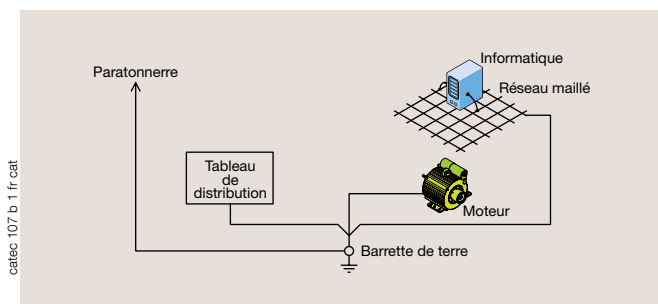 Informatique
Paratonnerre
Réseau maillé
Tableau
de
distribution
Moteur
Barrette de terre
catec 107 b 1 fr cat